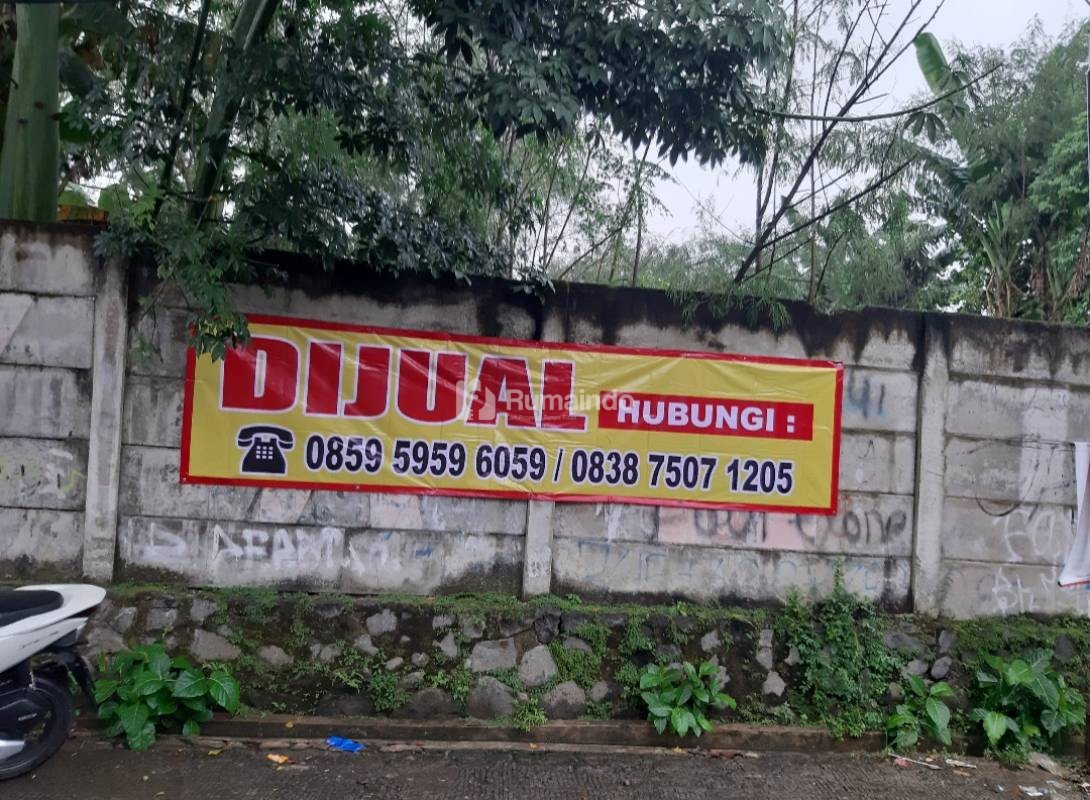 DIJUAL HUBUNGI :
Rumaindo
0859 5959 6059 / 0838 7507 1205